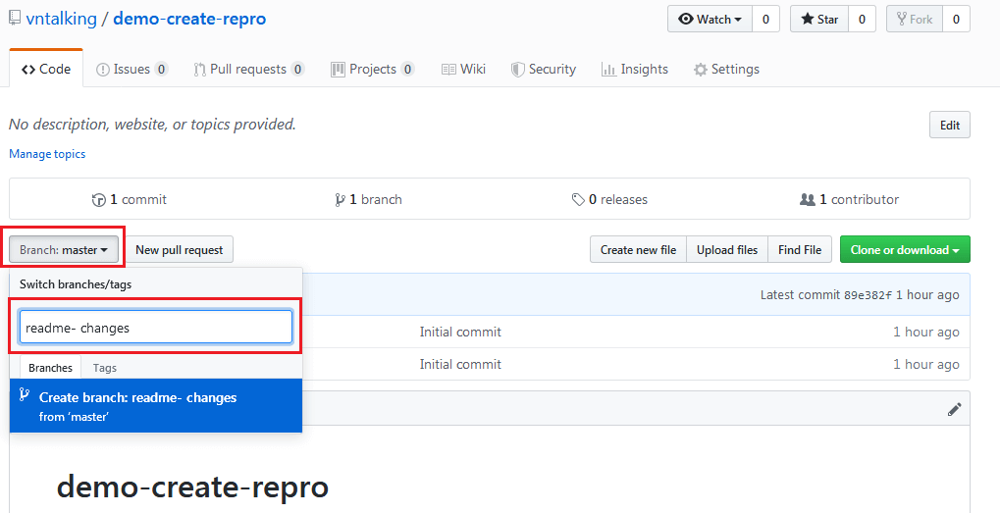 vntalking / demo-create-repro Watch 0 Star 0 Fork 0
Code Issues 0 Pull requests 0 Projects 0 Wiki Security Insights Settings
No description, website, or topics provided. Edit
Manage topics
1 commit 1 branch 0 releases 1 contributor
Branch: master New pull request Create new file Upload files Find File Clone or download
Switch branches/tags
Latest commit 89e382f 1 hour ago
readme- changes
Initial commit 1 hour ago
Initial commit 1 hour ago
Branches Tags
Create branch: readme- changes
from ‘master’
demo-create-repro